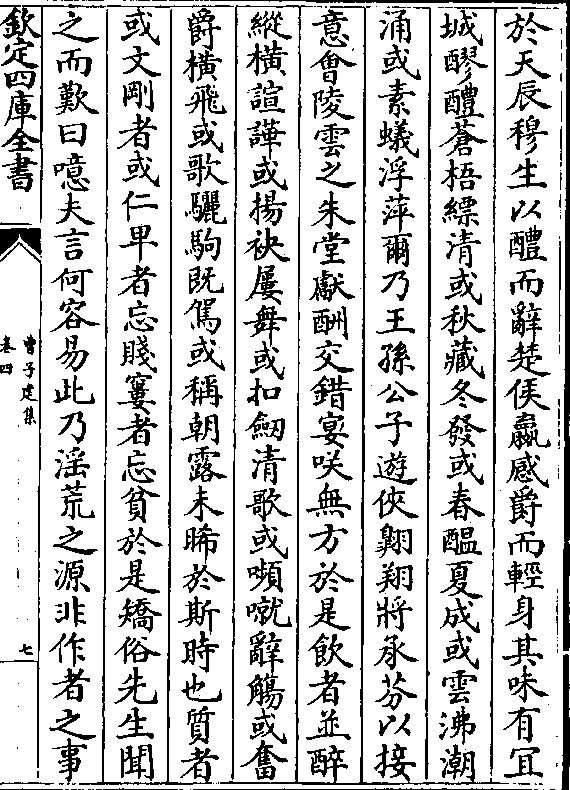 於天辰穆生以醴而辭楚侯嬴感爵而輕身其味有宜
城醪醴蒼梧縹清或秋藏冬發或春醖夏成或雲沸潮
涌或素蟻浮萍爾乃王孫公子遊俠翺翔將承芬以接
意會陵雲之朱堂獻酬交錯宴咲無方於是飲者並醉
縱橫諠譁或揚袂屢舞或扣劒清歌或嚬噈辭觴或奮
爵橫飛或歌驪駒既駕或稱朝露未晞於斯時也質者
或文剛者或仁卑者忘賤窶者忘貧於是矯俗先生聞
之而歎曰噫夫言何容易此乃淫荒之源非作者之事
欽定四庫全書
曹子建集
卷四
七